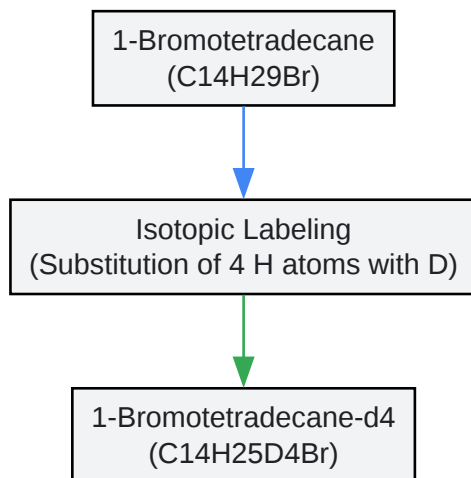 1-Bromotetradecane
(C14H29Br)
Isotopic Labeling
(Substitution of 4 H atoms with D)
1-Bromotetradecane-d4
(C14H25D4Br)